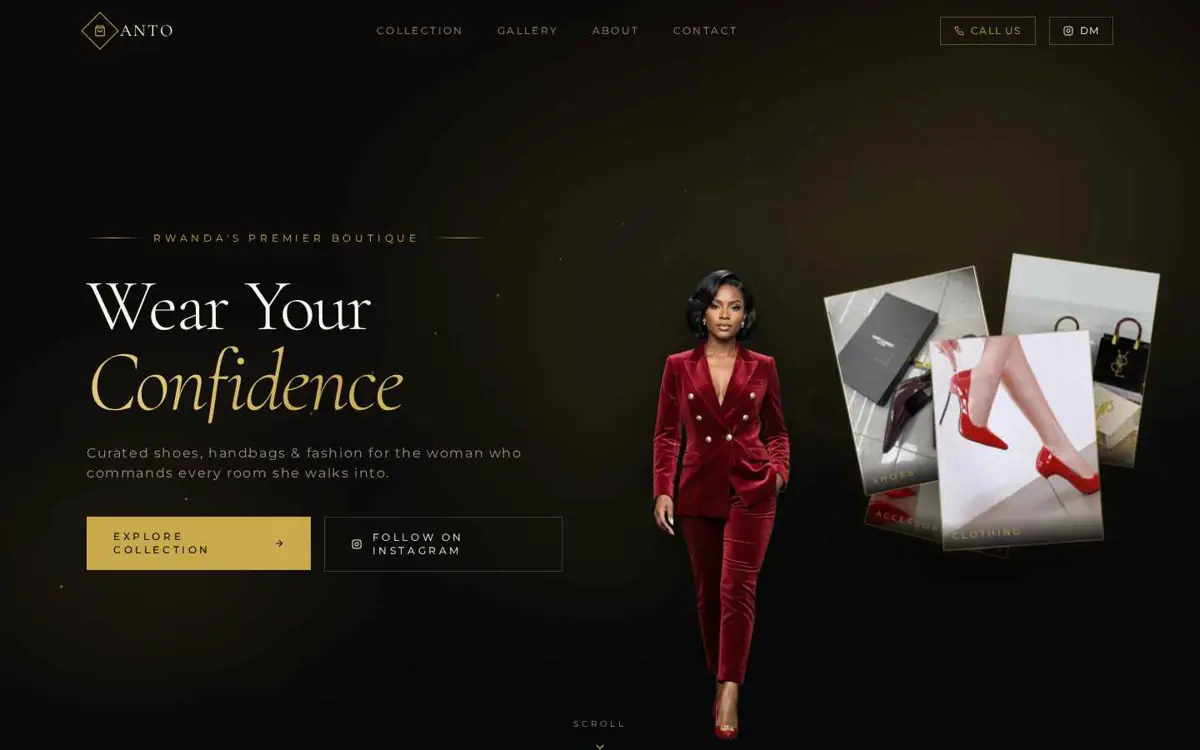 ANTO
COLLECTION
GALLERY
ABOUT
CONTACT
CALL US
DM
RWANDA'S PREMIER BOUTIQUE
Wear Your
Confidence
Curated shoes, handbags & fashion for the woman who
commands every room she walks into.
EXPLORE
COLLECTION
FOLLOW ON
INSTAGRAM
SHOES
CLOTHING
SCROLL